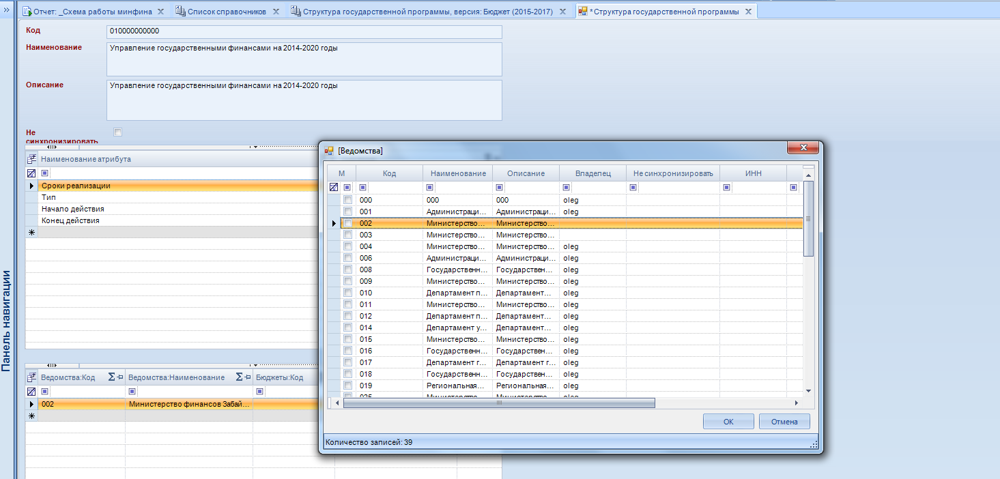 Отчет: _Схема работы минфина
Список справочников
Структура государственной программы, версия: Бюджет (2015-2017)
*Структура государственной программы
Панель навигации
Код
010000000000
Наименование
Управление государственными финансами на 2014-2020 годы
Описание
Управление государственными финансами на 2014-2020 годы
Не
синхронизировать
Наименование атрибута
Сроки реализации
Тип
Начало действия
Конец действия
Ведомства:Код Ведомства:Наименование Бюджеты:Код
002 Министерство финансов Забай...
[Ведомства]
М Код Наименование Описание Владелец Не синхронизировать ИНН
000 000 000 oleg
001 Администраци... Администраци... oleg
002 Министерство... Министерство...
003 Министерство... Министерство...
004 Министерство... Министерство... oleg
006 Администраци... Администраци... oleg
008 Государственн... Государствен... oleg
009 Министерство... Министерство... oleg
010 Департамент п... Департамент... oleg
011 Министерство... Министерство... oleg
012 Департамент п... Департамент... oleg
014 Департамент у... Департамент... oleg
015 Министерство... Министерство... oleg
016 Государственн... Государствен... oleg
017 Департамент г... Департамент г... oleg
018 Государственн... Государствен... oleg
019 Региональная... Региональная... oleg
025 Министерство... Министерство... oleg
OK Отмена
Количество записей: 39